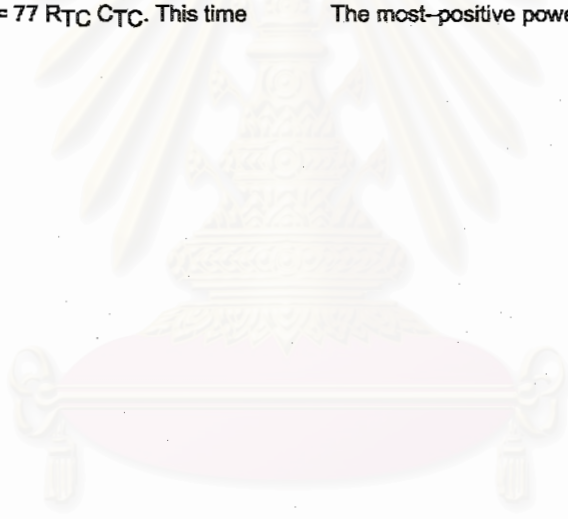 = 77 RTC CTC. This time
The most-positive powe